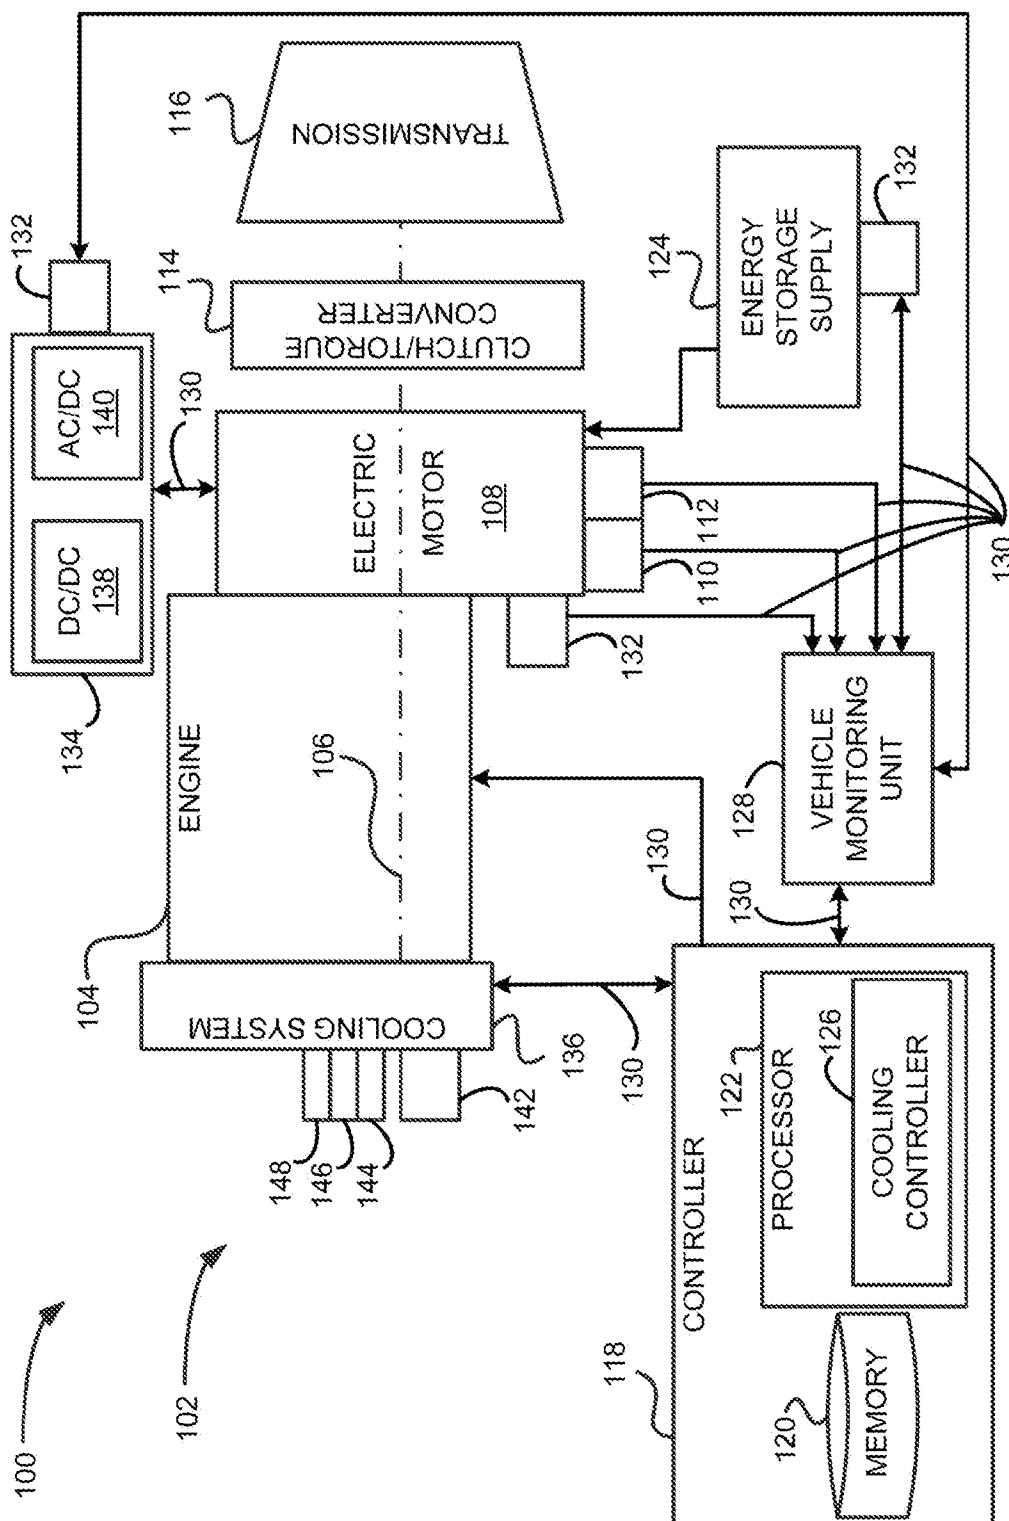 100
102
104
ENGINE
106
134
DC/DC
138
AC/DC
140
132
130
ELECTRIC
MOTOR
108
114
CLUTCH/TORQUE
CONVERTER
116
TRANSMISSION
148
146
144
142
COOLING SYSTEM
136
130
130
132
110
112
124
ENERGY
STORAGE
SUPPLY
132
118
CONTROLLER
120
MEMORY
122
PROCESSOR
126
COOLING
CONTROLLER
130
128
VEHICLE
MONITORING
UNIT
130